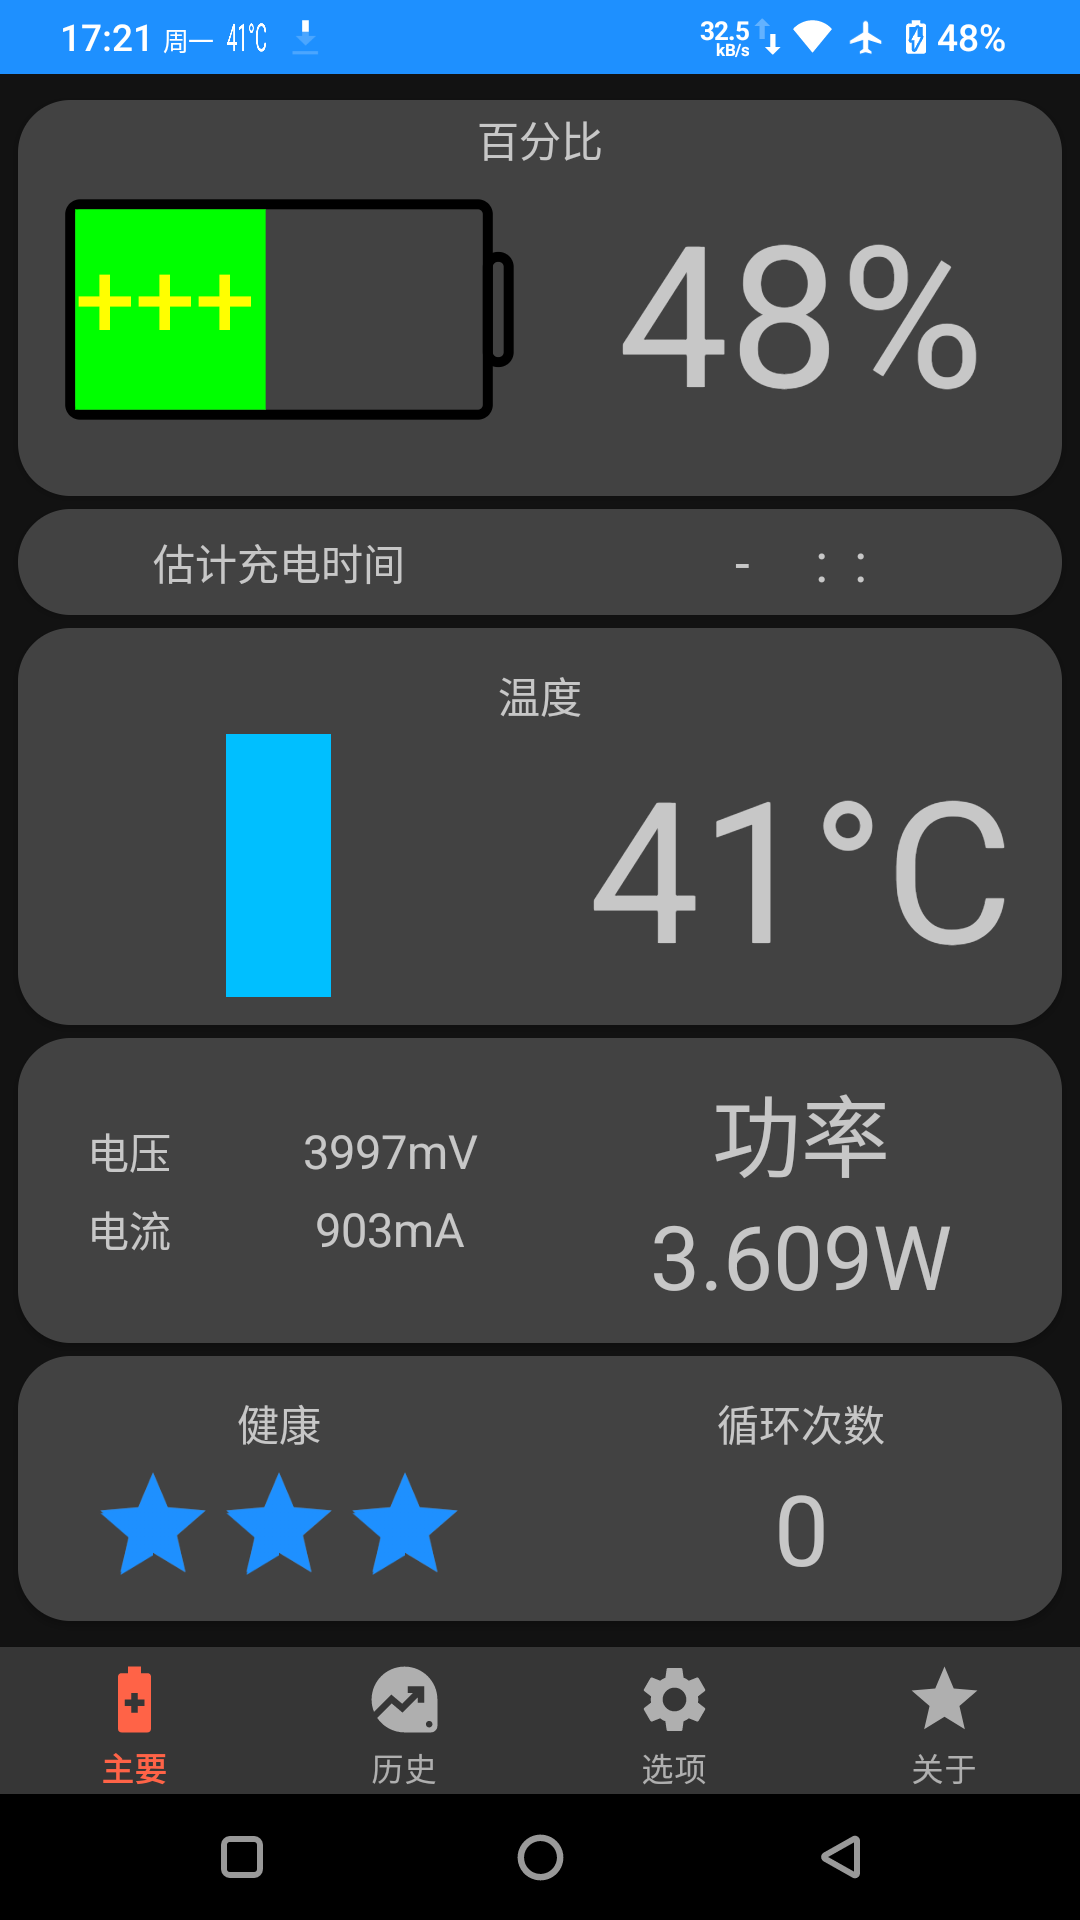 17:21 周一 41°C 32.5 kB/s 48%
百分比
+++ 48%
估计充电时间 - : :
温度
41°C
功率
电压 3997mV
电流 903mA
3.609W
健康 循环次数
0
主要 历史 选项 关于